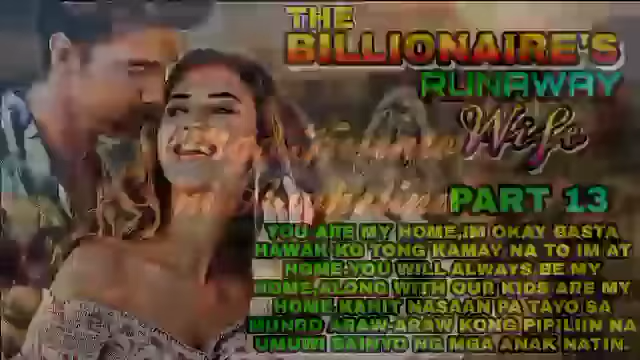 THE
BILLIONAIRE'S
RUNAWAY
Wife
PART 13
YOU ARE MY HOME,IM OKAY BASTA
HAWAK KO TONG KAMAY NA TO IM AT
HOME.YOU WILL ALWAYS BE MY
HOME,ALONG WITH OUR KIDS ARE MY
HOME.KAHIT NASAAN PA TAYO SA
MUNDO ARAW-ARAW KONG PIPILIIN NA
UMUWI SAINYO NG MGA ANAK NATIN.